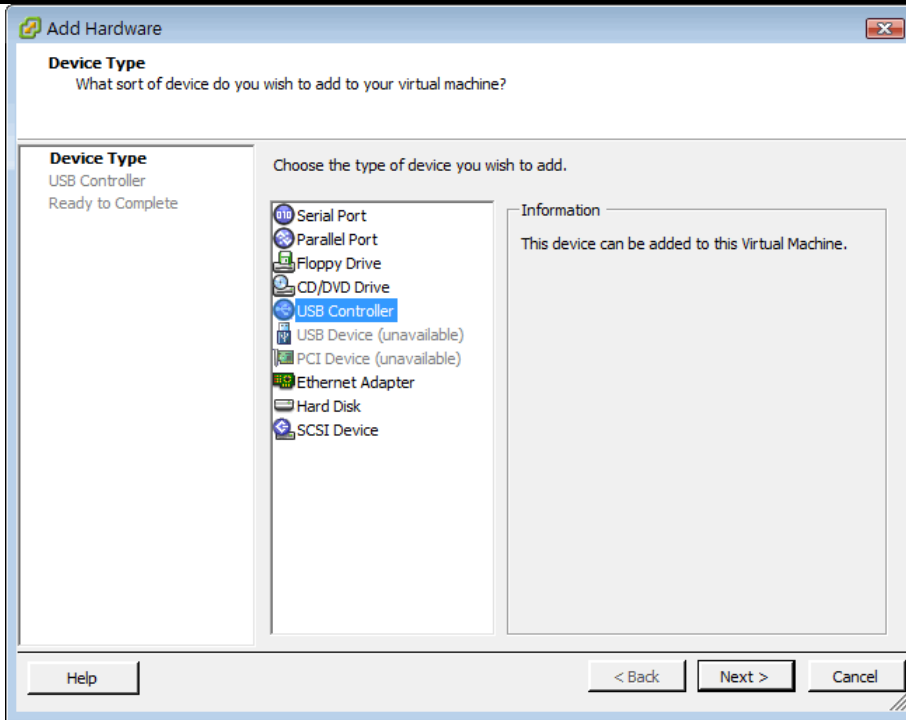 Add Hardware
Device Type
What sort of device do you wish to add to your virtual machine?
Device Type
USB Controller
Ready to Complete
Choose the type of device you wish to add.
Serial Port
Parallel Port
Floppy Drive
CD/DVD Drive
USB Controller
USB Device (unavailable)
PCI Device (unavailable)
Ethernet Adapter
Hard Disk
SCSI Device
Information
This device can be added to this Virtual Machine.
Help
< Back
Next >
Cancel